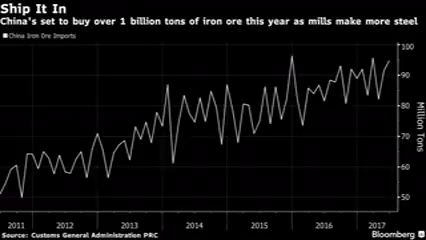 Ship It In
China's set to buy over 1 billion tons of iron ore this year as mills make more steel
China Iron Ore Imports
100
90
80
70
60
50
Million Tons
2011 2012 2013 2014 2015 2016 2017
Source: Customs General Administration PRC
Bloomberg